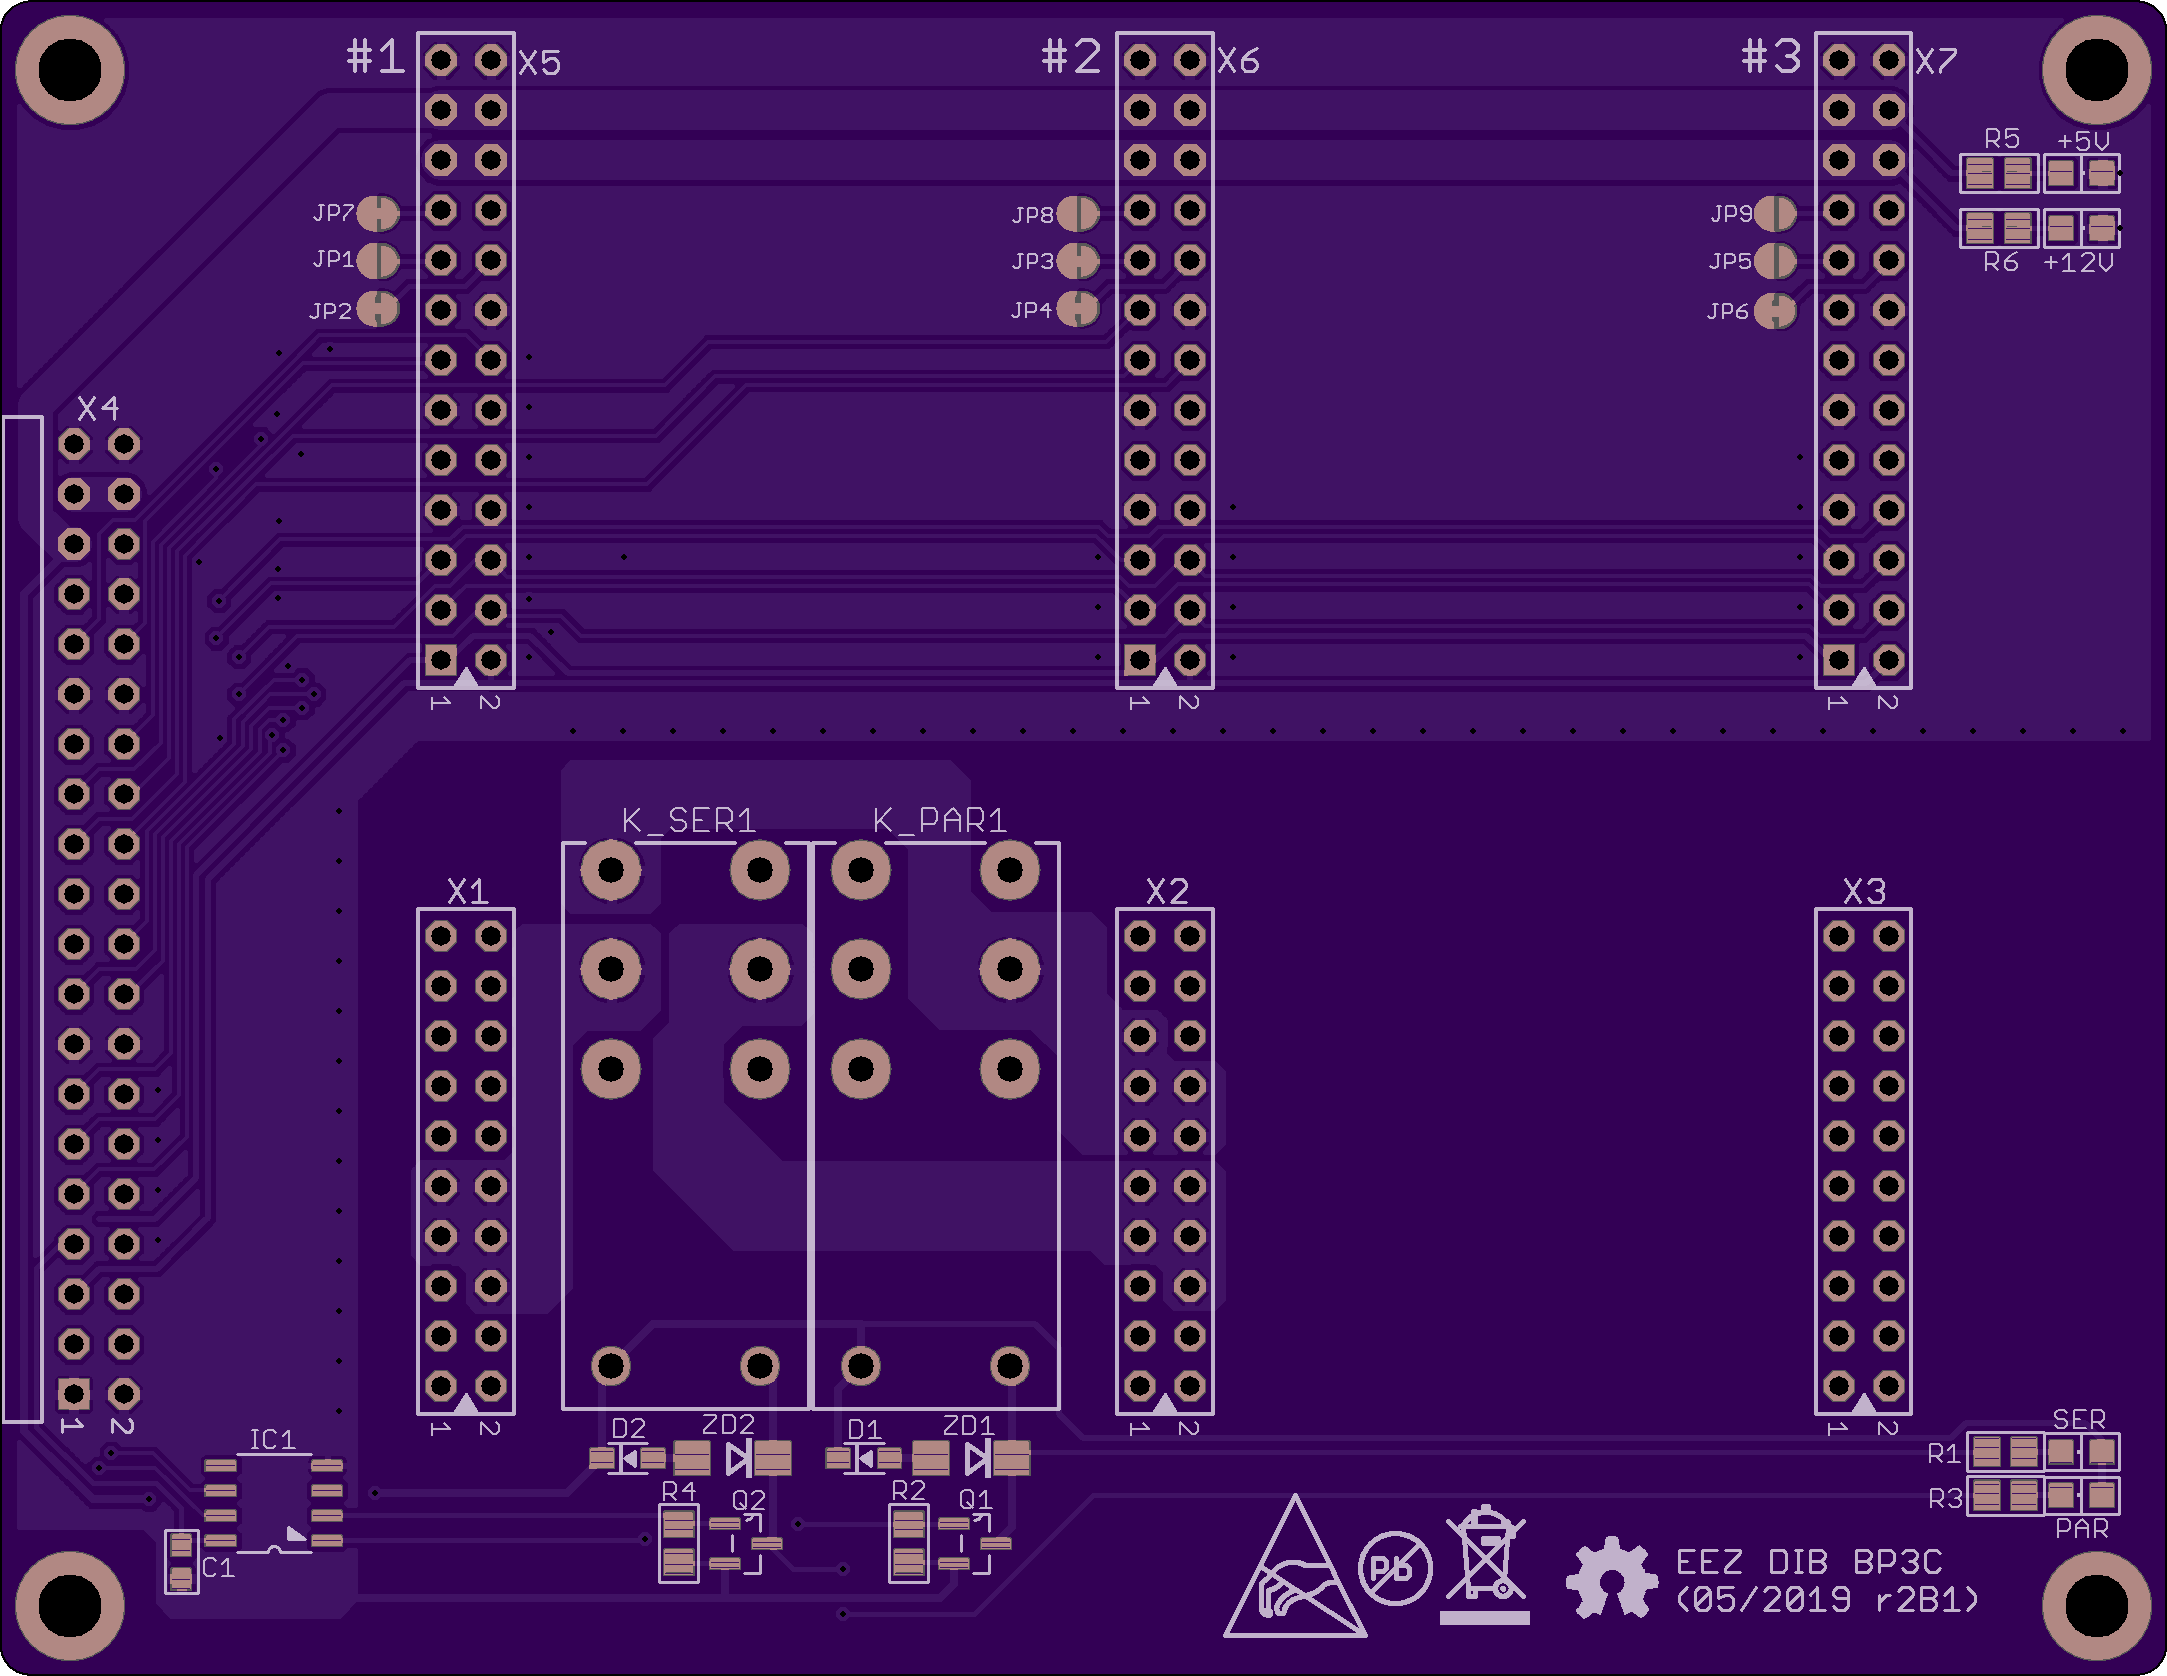 #1 X5 #2 X6 #3 X7
R5 +5V
JP7 JP8 JP9
JP1 JP3 JP5
R6 +12V
JP2 JP4 JP6
X4
1 2 1 2 1 2
K_SER1 K_PAR1
X1 X2 X3
1 2 1 2 1 2 1 2
IC1 D2 ZD2 D1 ZD1 SER
R1
R4 Q2 R2 Q1 R3
PAR
C1 Pb EEZ DIB BP3C
(05/2019 r2B1)